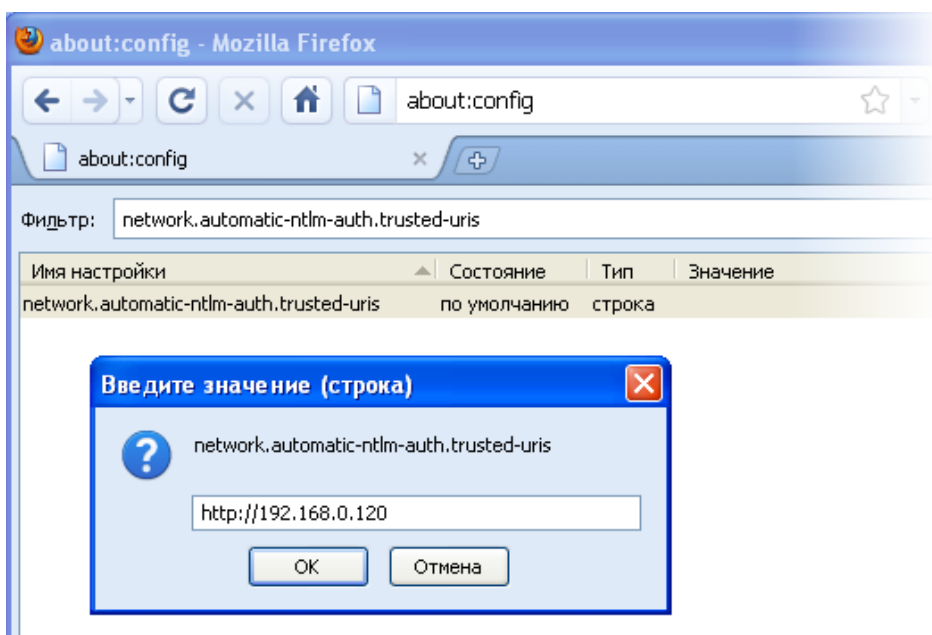 about:config - Mozilla Firefox
about:config
about:config
Фильтр: network.automatic-ntlm-auth.trusted-uris
Имя настройки Состояние Тип Значение
network.automatic-ntlm-auth.trusted-uris по умолчанию строка
Введите значение (строка)
network.automatic-ntlm-auth.trusted-uris
http://192.168.0.120
OK Отмена